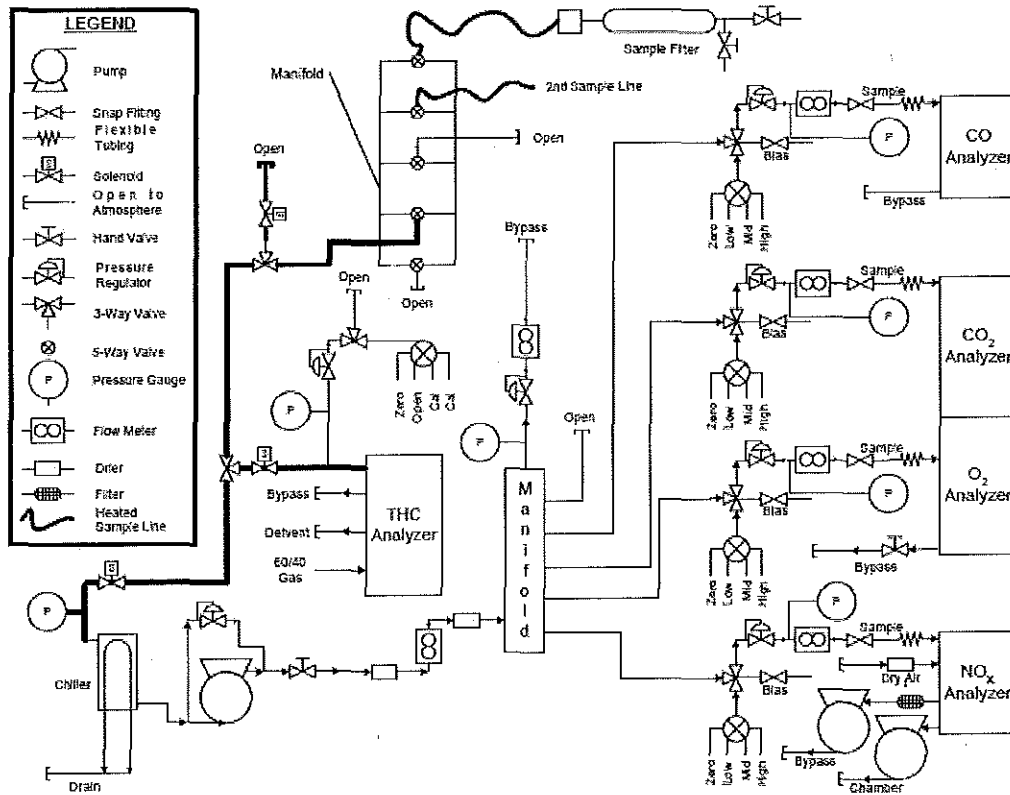 LEGEND
Pump
Snap Fitting
Flexible
Tubing
Solenoid
Open to
Atmosphere
Hand Valve
Pressure
Regulator
3-Way Valve
5-Way Valve
P
Pressure Gauge
Flow Meter
Drier
Filter
Heated
Sample Line
S
Manifold
Sample Filter
2nd Sample Line
Open
Open
S
Open
Open
Zero
Open
Cal
Cal
P
S
Bypass
Detvent
60/40
Gas
THC
Analyzer
Bypass
P
Open
Manifold
S
P
Chiller
Drain
Sample
P
Bias
Zero
Low
Mid
High
CO
Analyzer
Bypass
Sample
P
Bias
Zero
Low
Mid
High
CO2
Analyzer
Sample
P
Bias
Zero
Low
Mid
High
O2
Analyzer
Bypass
P
Sample
Bias
Zero
Low
Mid
High
Dry Air
NOx
Analyzer
Bypass
Chamber